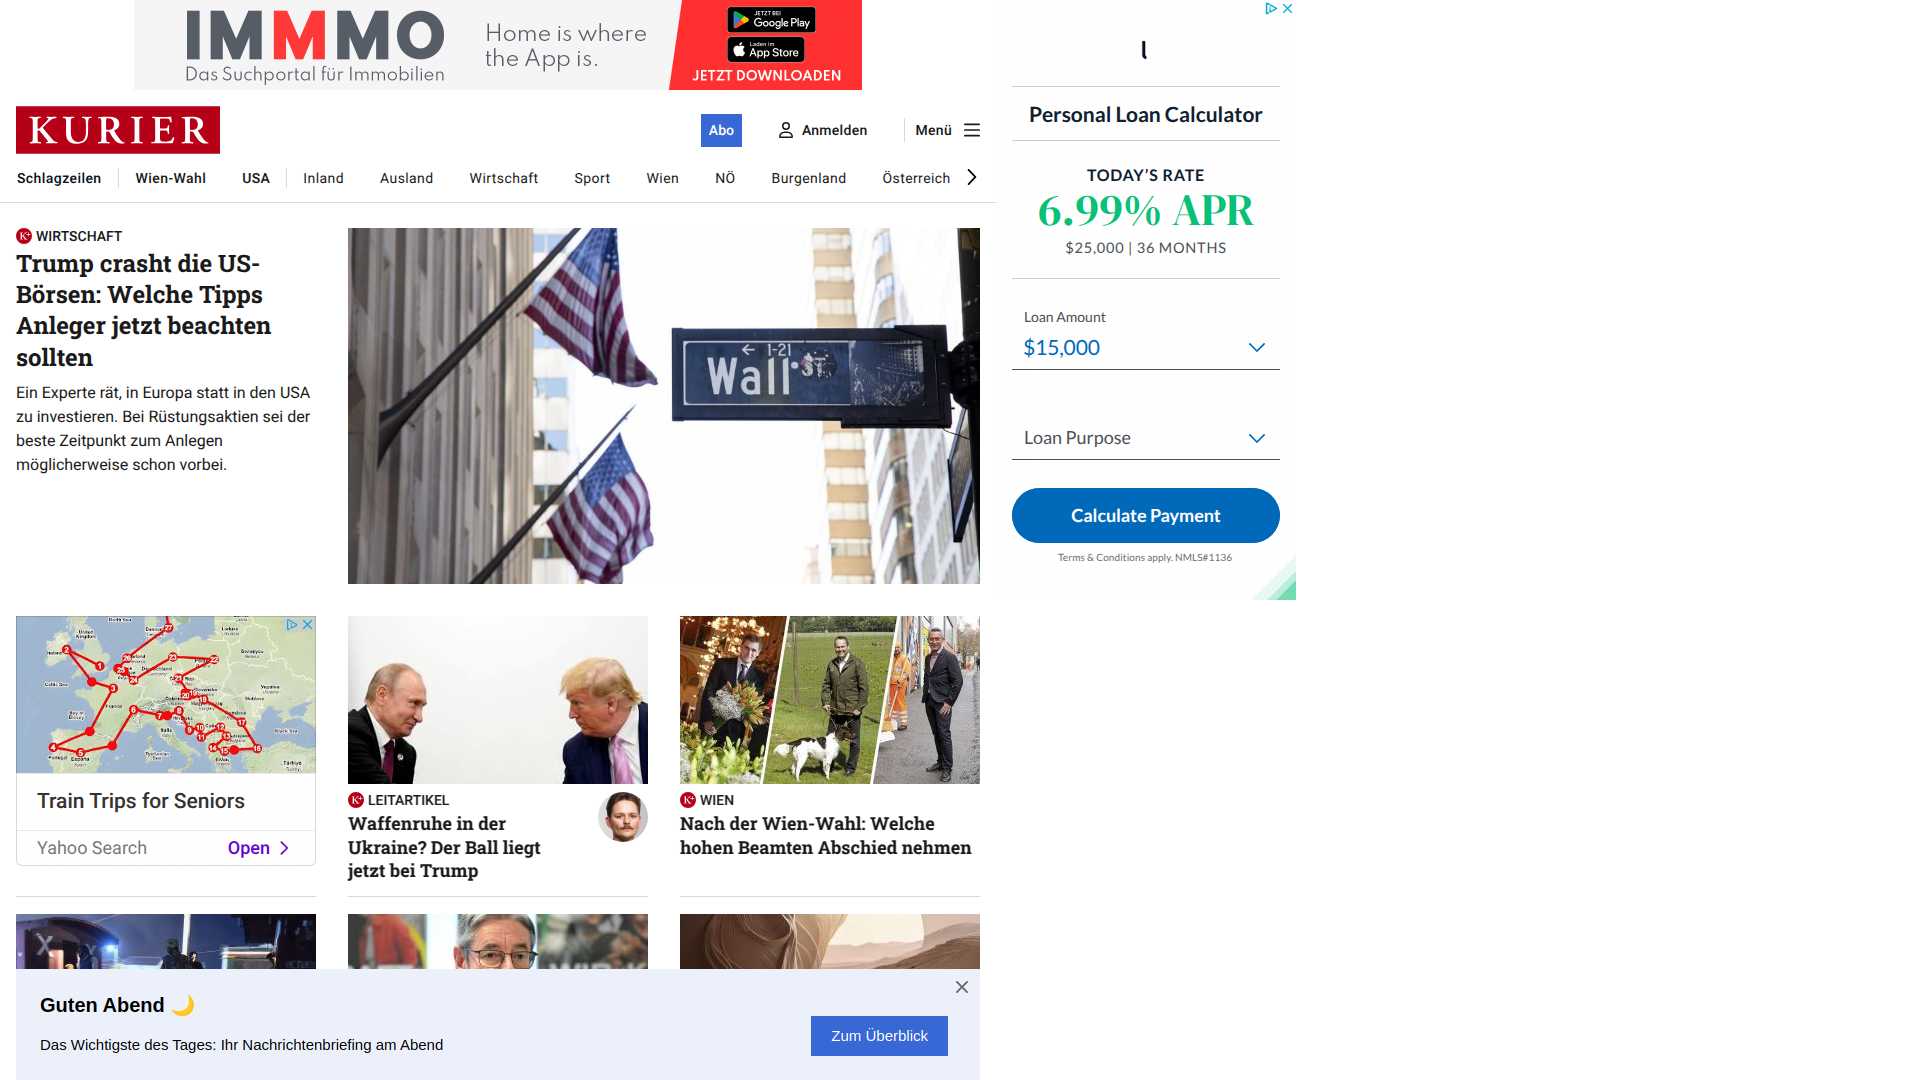 IMMMO
Das Suchportal für Immobilien
Home is where
the App is.
JETZT BEI
Google Play
Laden im
App Store
JETZT DOWNLOADEN
KURIER
Abo
Anmelden
Menü
Schlagzeilen
Wien-Wahl
USA
Inland
Ausland
Wirtschaft
Sport
Wien
NÖ
Burgenland
Österreich
K+ WIRTSCHAFT
Trump crasht die US-
Börsen: Welche Tipps
Anleger jetzt beachten
sollten
Ein Experte rät, in Europa statt in den USA
zu investieren. Bei Rüstungsaktien sei der
beste Zeitpunkt zum Anlegen
möglicherweise schon vorbei.
← 1-21
Wall ST
Personal Loan Calculator
TODAY'S RATE
6.99% APR
$25,000 | 36 MONTHS
Loan Amount
$15,000
Loan Purpose
Calculate Payment
Terms & Conditions apply. NMLS#1136
Train Trips for Seniors
Yahoo Search
Open
K+ LEITARTIKEL
Waffenruhe in der
Ukraine? Der Ball liegt
jetzt bei Trump
K+ WIEN
Nach der Wien-Wahl: Welche
hohen Beamten Abschied nehmen
Guten Abend 🌙
Das Wichtigste des Tages: Ihr Nachrichtenbriefing am Abend
Zum Überblick